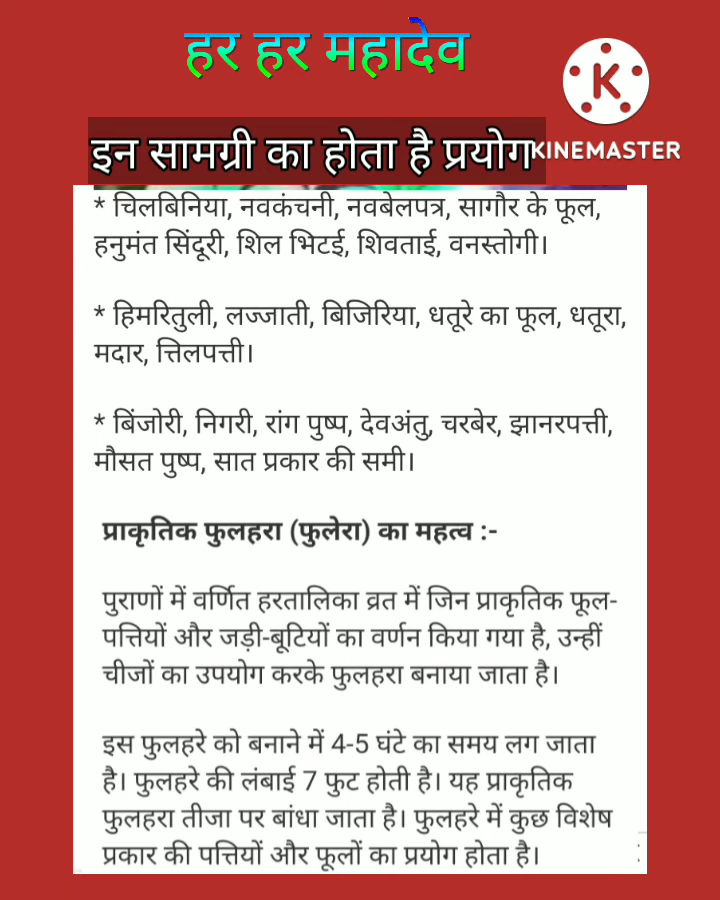 हर हर महादेव
K
KINEMASTER
इन सामग्री का होता है प्रयोग
* चिलबिनिया, नवकंचनी, नवबेलपत्र, सागौर के फूल,
हनुमंत सिंदूरी, शिल भिटई, शिवताई, वनस्तोगी।
* हिमरितुली, लज्जाती, बिजिरिया, धतूरे का फूल, धतूरा,
मदार, त्तिलपत्ती।
* बिंजोरी, निगरी, रांग पुष्प, देवअंतु, चरबेर, झानरपत्ती,
मौसत पुष्प, सात प्रकार की समी।
प्राकृतिक फुलहरा (फुलेरा) का महत्व :-
पुराणों में वर्णित हरतालिका व्रत में जिन प्राकृतिक फूल-
पत्तियों और जड़ी-बूटियों का वर्णन किया गया है, उन्हीं
चीजों का उपयोग करके फुलहरा बनाया जाता है।
इस फुलहरे को बनाने में 4-5 घंटे का समय लग जाता
है। फुलहरे की लंबाई 7 फुट होती है। यह प्राकृतिक
फुलहरा तीजा पर बांधा जाता है। फुलहरे में कुछ विशेष
प्रकार की पत्तियों और फूलों का प्रयोग होता है।